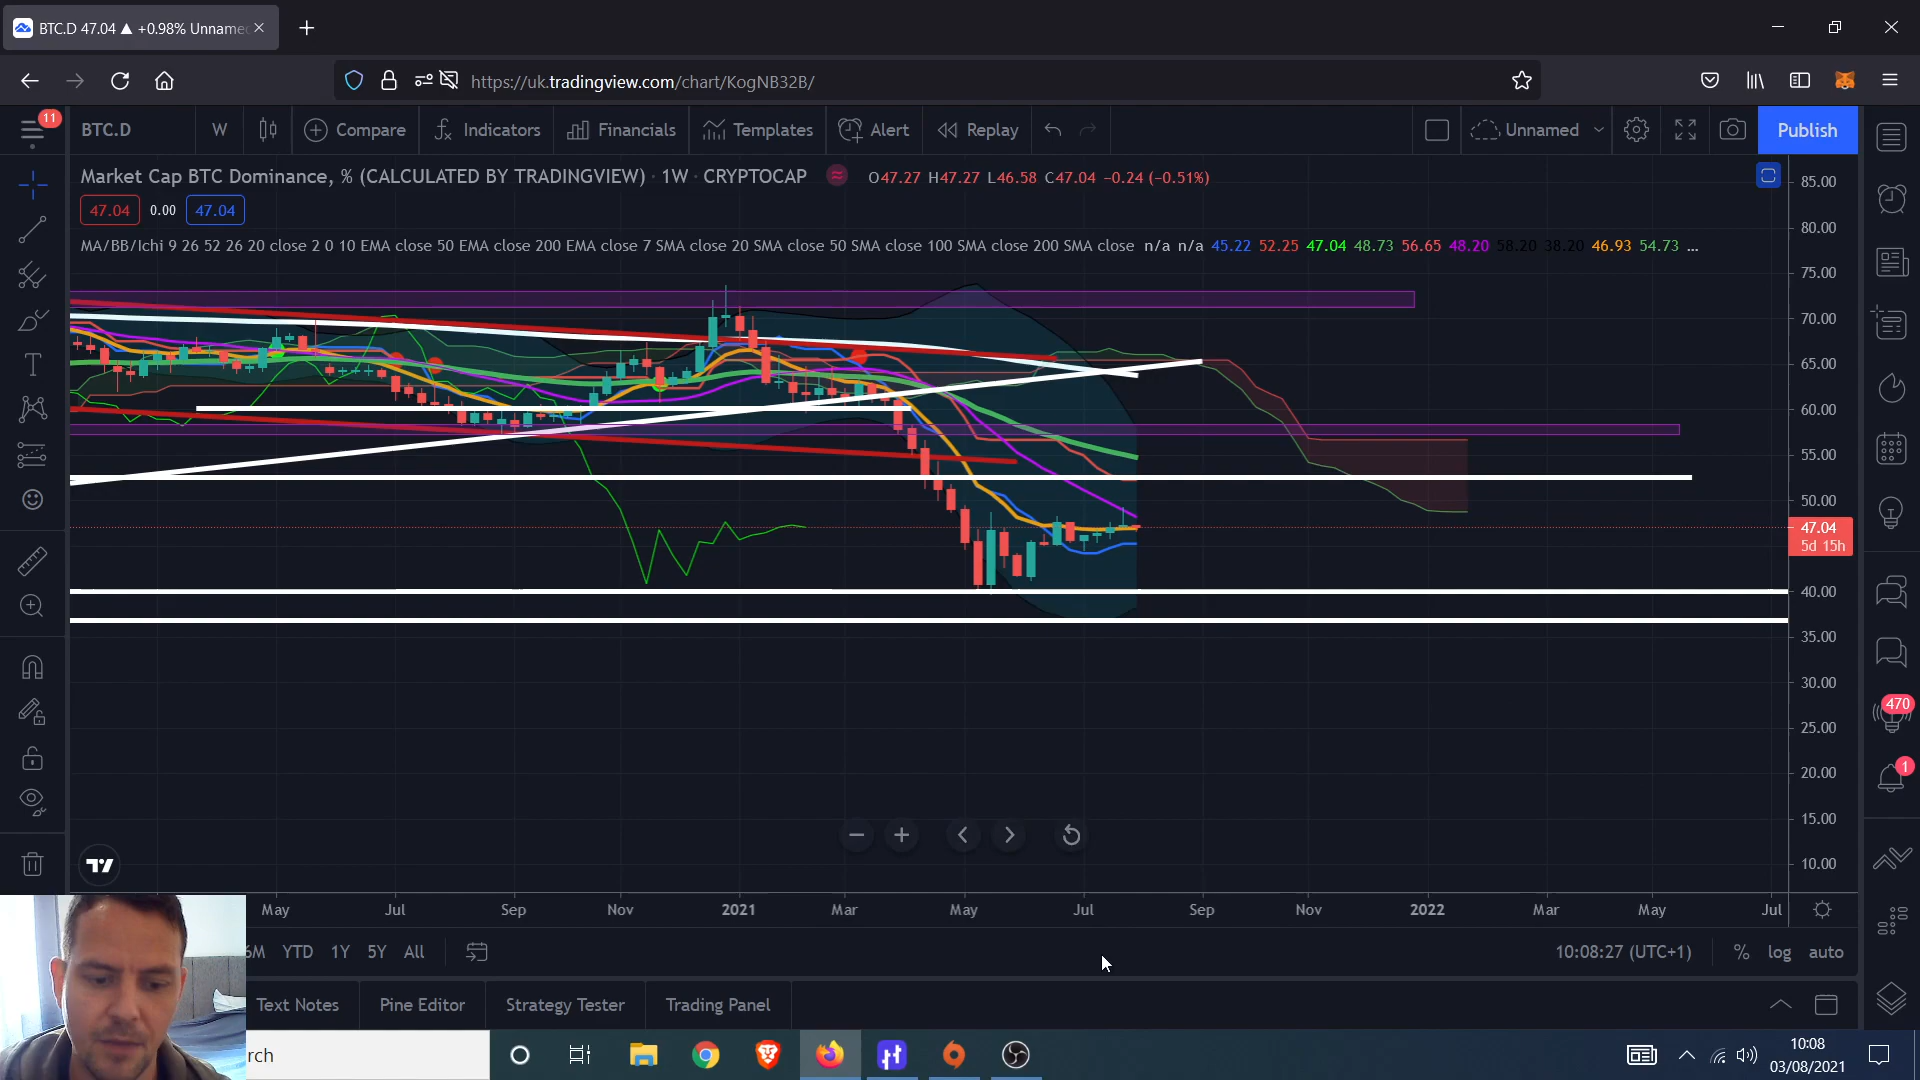 BTC.D 47.04 ▲ +0.98% Unname
https://uk.tradingview.com/chart/KogNB32B/
11
BTC.D W Compare Indicators Financials Templates Alert Replay Unnamed Publish
Market Cap BTC Dominance, % (CALCULATED BY TRADINGVIEW) · 1W · CRYPTOCAP O47.27 H47.27 L46.58 C47.04 −0.24 (−0.51%)
47.04 0.00 47.04
MA/BB/Ichi 9 26 52 26 20 close 2 0 10 EMA close 50 EMA close 200 EMA close 7 SMA close 20 SMA close 50 SMA close 100 SMA close 200 SMA close n/a n/a 45.22 52.25 47.04 48.73 56.65 48.20 58.20 38.20 46.93 54.73 ...
85.00
80.00
75.00
70.00
65.00
60.00
55.00
50.00
47.04
5d 15h
40.00
35.00
30.00
25.00
20.00
15.00
10.00
470
1
May Jul Sep Nov 2021 Mar May Jul Sep Nov 2022 Mar May Jul
6M YTD 1Y 5Y All 10:08:27 (UTC+1) % log auto
Text Notes Pine Editor Strategy Tester Trading Panel
rch
10:08
03/08/2021